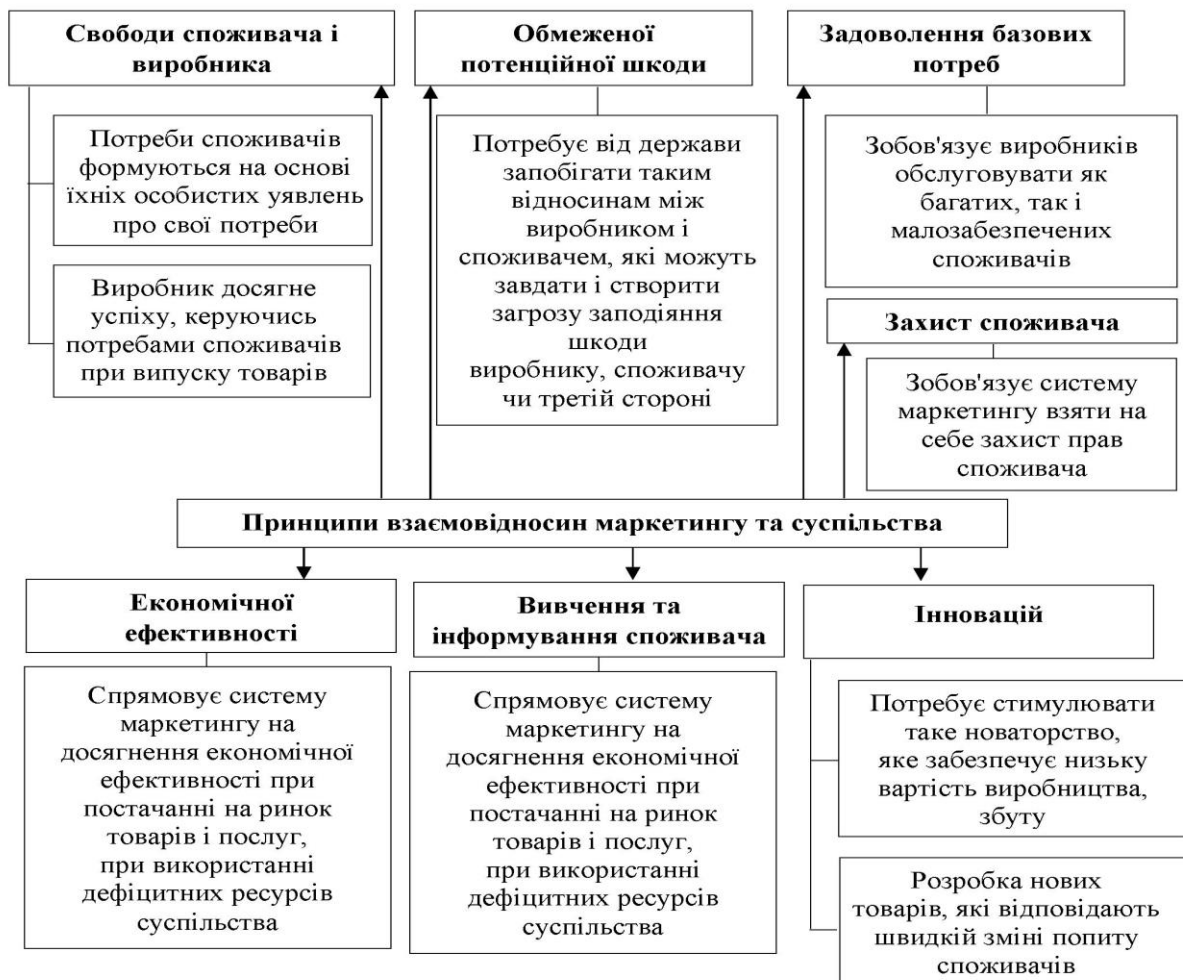 Свободи споживача і
виробника
Потреби споживачів
формуються на основі
їхніх особистих уявлень
про свої потреби
Виробник досягне
успіху, керуючись
потребами споживачів
при випуску товарів
Обмеженої
потенційної шкоди
Потребує від держави
запобігати таким
відносинам між
виробником і
споживачем, які можуть
завдати і створити
загрозу заподіяння
шкоди
виробнику, споживачу
чи третій стороні
Задоволення базових
потреб
Зобов'язує виробників
обслуговувати як
багатих, так і
малозабезпечених
споживачів
Захист споживача
Зобов'язує систему
маркетингу взяти на
себе захист прав
споживача
Принципи взаємовідносин маркетингу та суспільства
Економічної
ефективності
Спрямовує систему
маркетингу на
досягнення економічної
ефективності при
постачанні на ринок
товарів і послуг,
при використанні
дефіцитних ресурсів
суспільства
Вивчення та
інформування споживача
Спрямовує систему
маркетингу на
досягнення економічної
ефективності при
постачанні на ринок
товарів і послуг,
при використанні
дефіцитних ресурсів
суспільства
Інновацій
Потребує стимулювати
таке новаторство,
яке забезпечує низьку
вартість виробництва,
збуту
Розробка нових
товарів, які відповідають
швидкій зміні попиту
споживачів